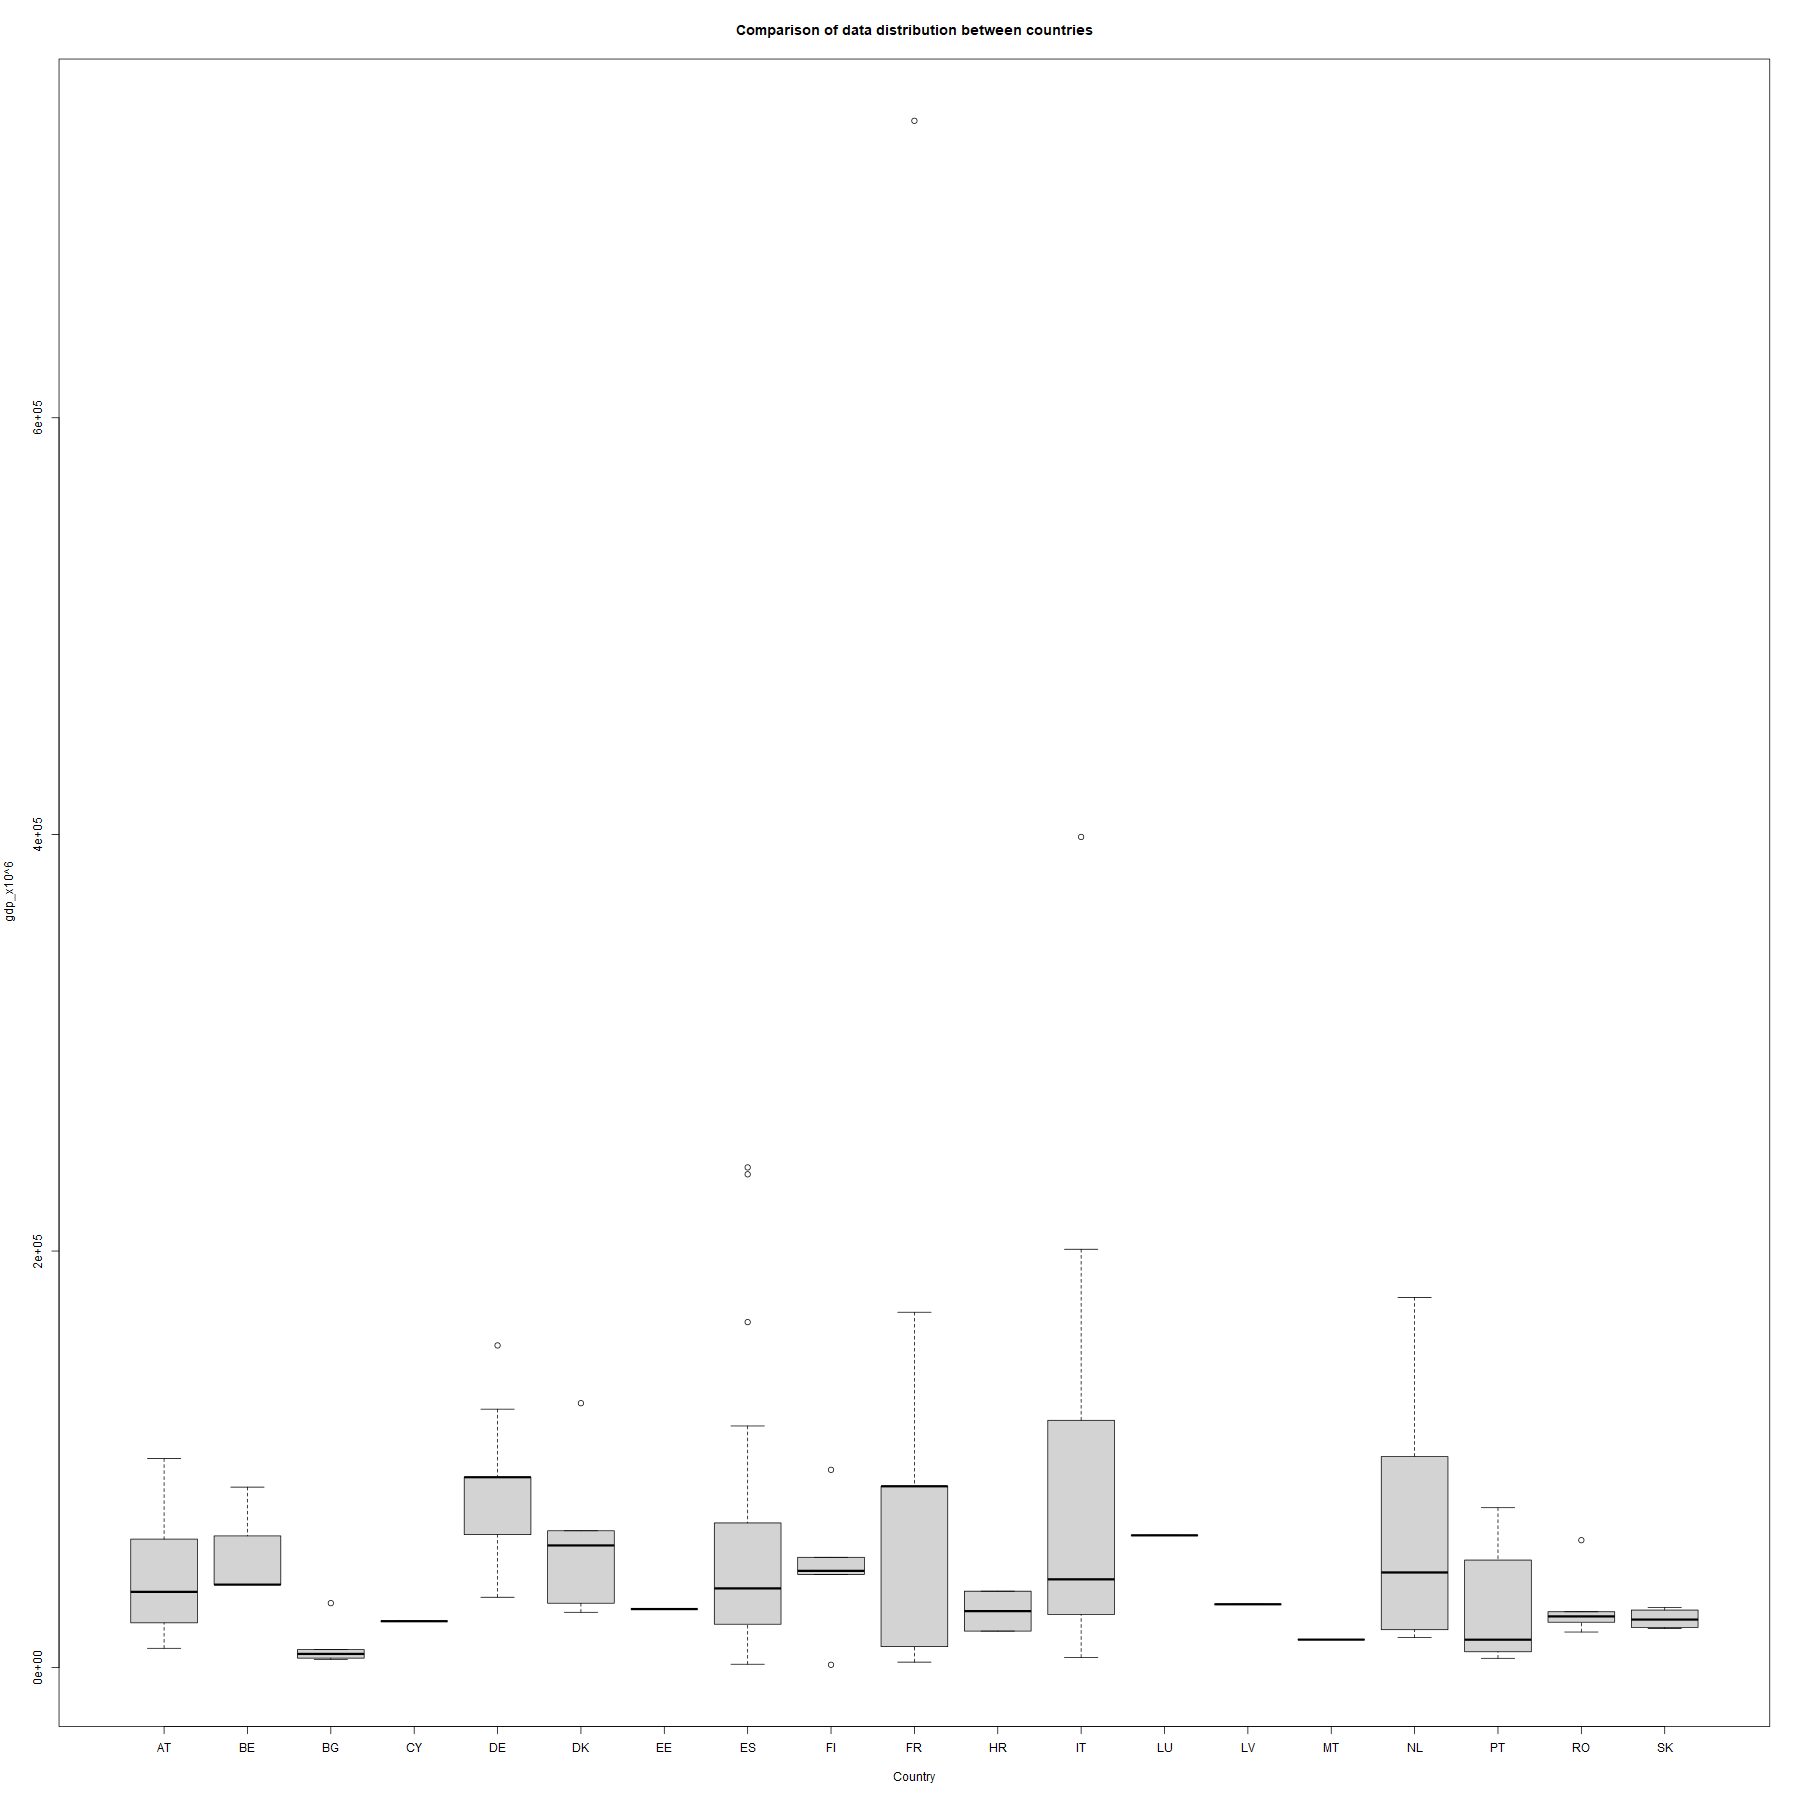 Comparison of data distribution between countries
gdp_x10^6
6e+05
4e+05
2e+05
0e+00
AT BE BG CY DE DK EE ES FI FR HR IT LU LV MT NL PT RO SK
Country